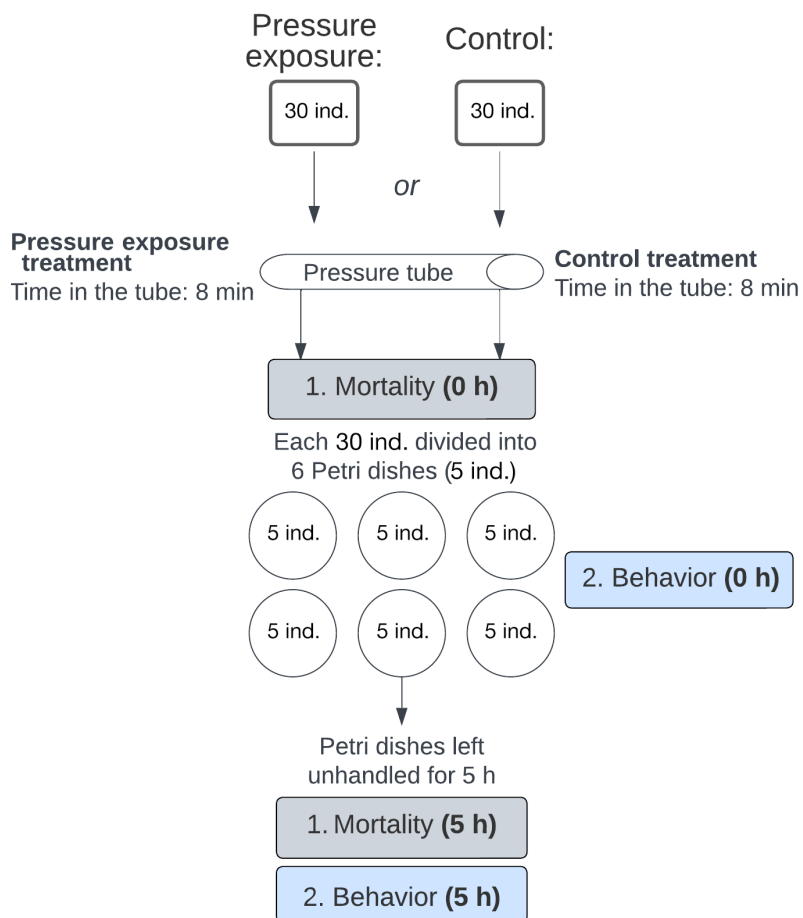 Pressure
exposure:
Control:
30 ind.
30 ind.
or
Pressure exposure
treatment
Time in the tube: 8 min
Pressure tube
Control treatment
Time in the tube: 8 min
1. Mortality (0 h)
Each 30 ind. divided into
6 Petri dishes (5 ind.)
5 ind.
5 ind.
5 ind.
2. Behavior (0 h)
5 ind.
5 ind.
5 ind.
Petri dishes left
unhandled for 5 h
1. Mortality (5 h)
2. Behavior (5 h)